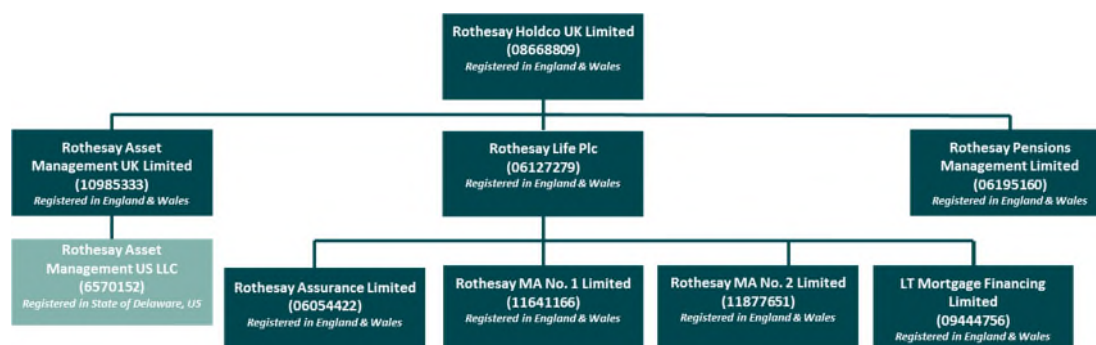 Rothesay Holdco UK Limited
(08668809)
Registered in England & Wales
Rothesay Asset
Management UK Limited
(10985333)
Registered in England & Wales
Rothesay Life Plc
(06127279)
Registered in England & Wales
Rothesay Pensions
Management Limited
(06195160)
Registered in England & Wales
Rothesay Asset
Management US LLC
(6570152)
Registered in State of Delaware, US
Rothesay Assurance Limited
(06054422)
Registered in England & Wales
Rothesay MA No. 1 Limited
(11641166)
Registered in England & Wales
Rothesay MA No. 2 Limited
(11877651)
Registered in England & Wales
LT Mortgage Financing
Limited
(09444756)
Registered in England & Wales